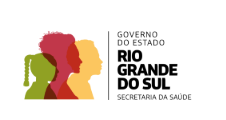 GOVERNO
DO ESTADO
RIO
GRANDE
DO SUL
SECRETARIA DA SAÚDE